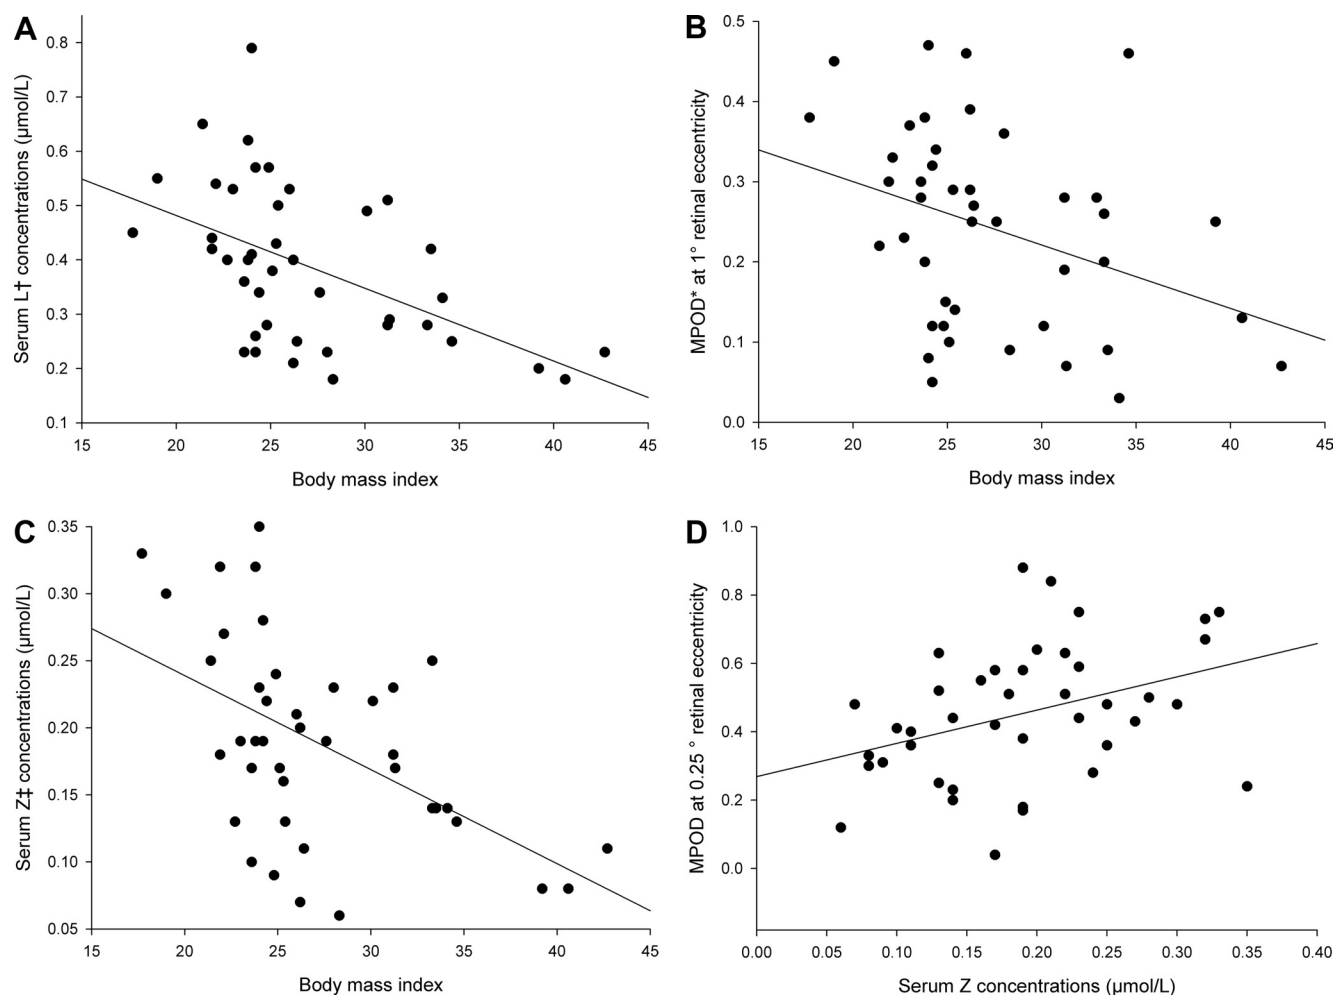 A
Serum L† concentrations (μmol/L)
0.8
0.7
0.6
0.5
0.4
0.3
0.2
0.1
15 20 25 30 35 40 45
Body mass index
B
MPOD* at 1° retinal eccentricity
0.5
0.4
0.3
0.2
0.1
0.0
15 20 25 30 35 40 45
Body mass index
C
Serum Z‡ concentrations (μmol/L)
0.35
0.30
0.25
0.20
0.15
0.10
0.05
15 20 25 30 35 40 45
Body mass index
D
MPOD at 0.25 ° retinal eccentricity
1.0
0.8
0.6
0.4
0.2
0.0
0.00 0.05 0.10 0.15 0.20 0.25 0.30 0.35 0.40
Serum Z concentrations (μmol/L)